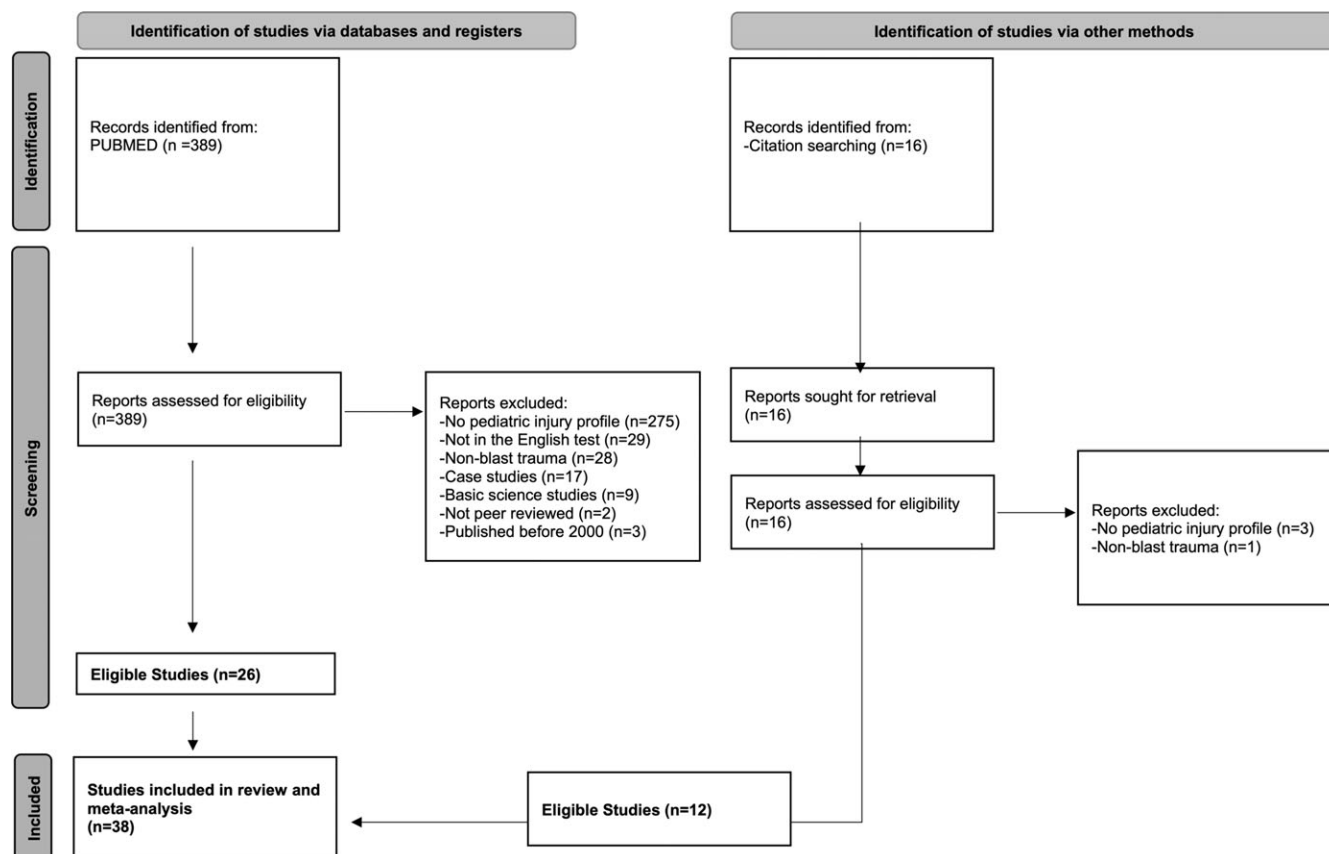 Identification of studies via databases and registers
Identification of studies via other methods
Identification
Records identified from:
PUBMED (n =389)
Records identified from:
-Citation searching (n=16)
Screening
Reports assessed for eligibility
(n=389)
Reports excluded:
-No pediatric injury profile (n=275)
-Not in the English test (n=29)
-Non-blast trauma (n=28)
-Case studies (n=17)
-Basic science studies (n=9)
-Not peer reviewed (n=2)
-Published before 2000 (n=3)
Reports sought for retrieval
(n=16)
Reports assessed for eligibility
(n=16)
Reports excluded:
-No pediatric injury profile (n=3)
-Non-blast trauma (n=1)
Eligible Studies (n=26)
Included
Studies included in review and
meta-analysis
(n=38)
Eligible Studies (n=12)